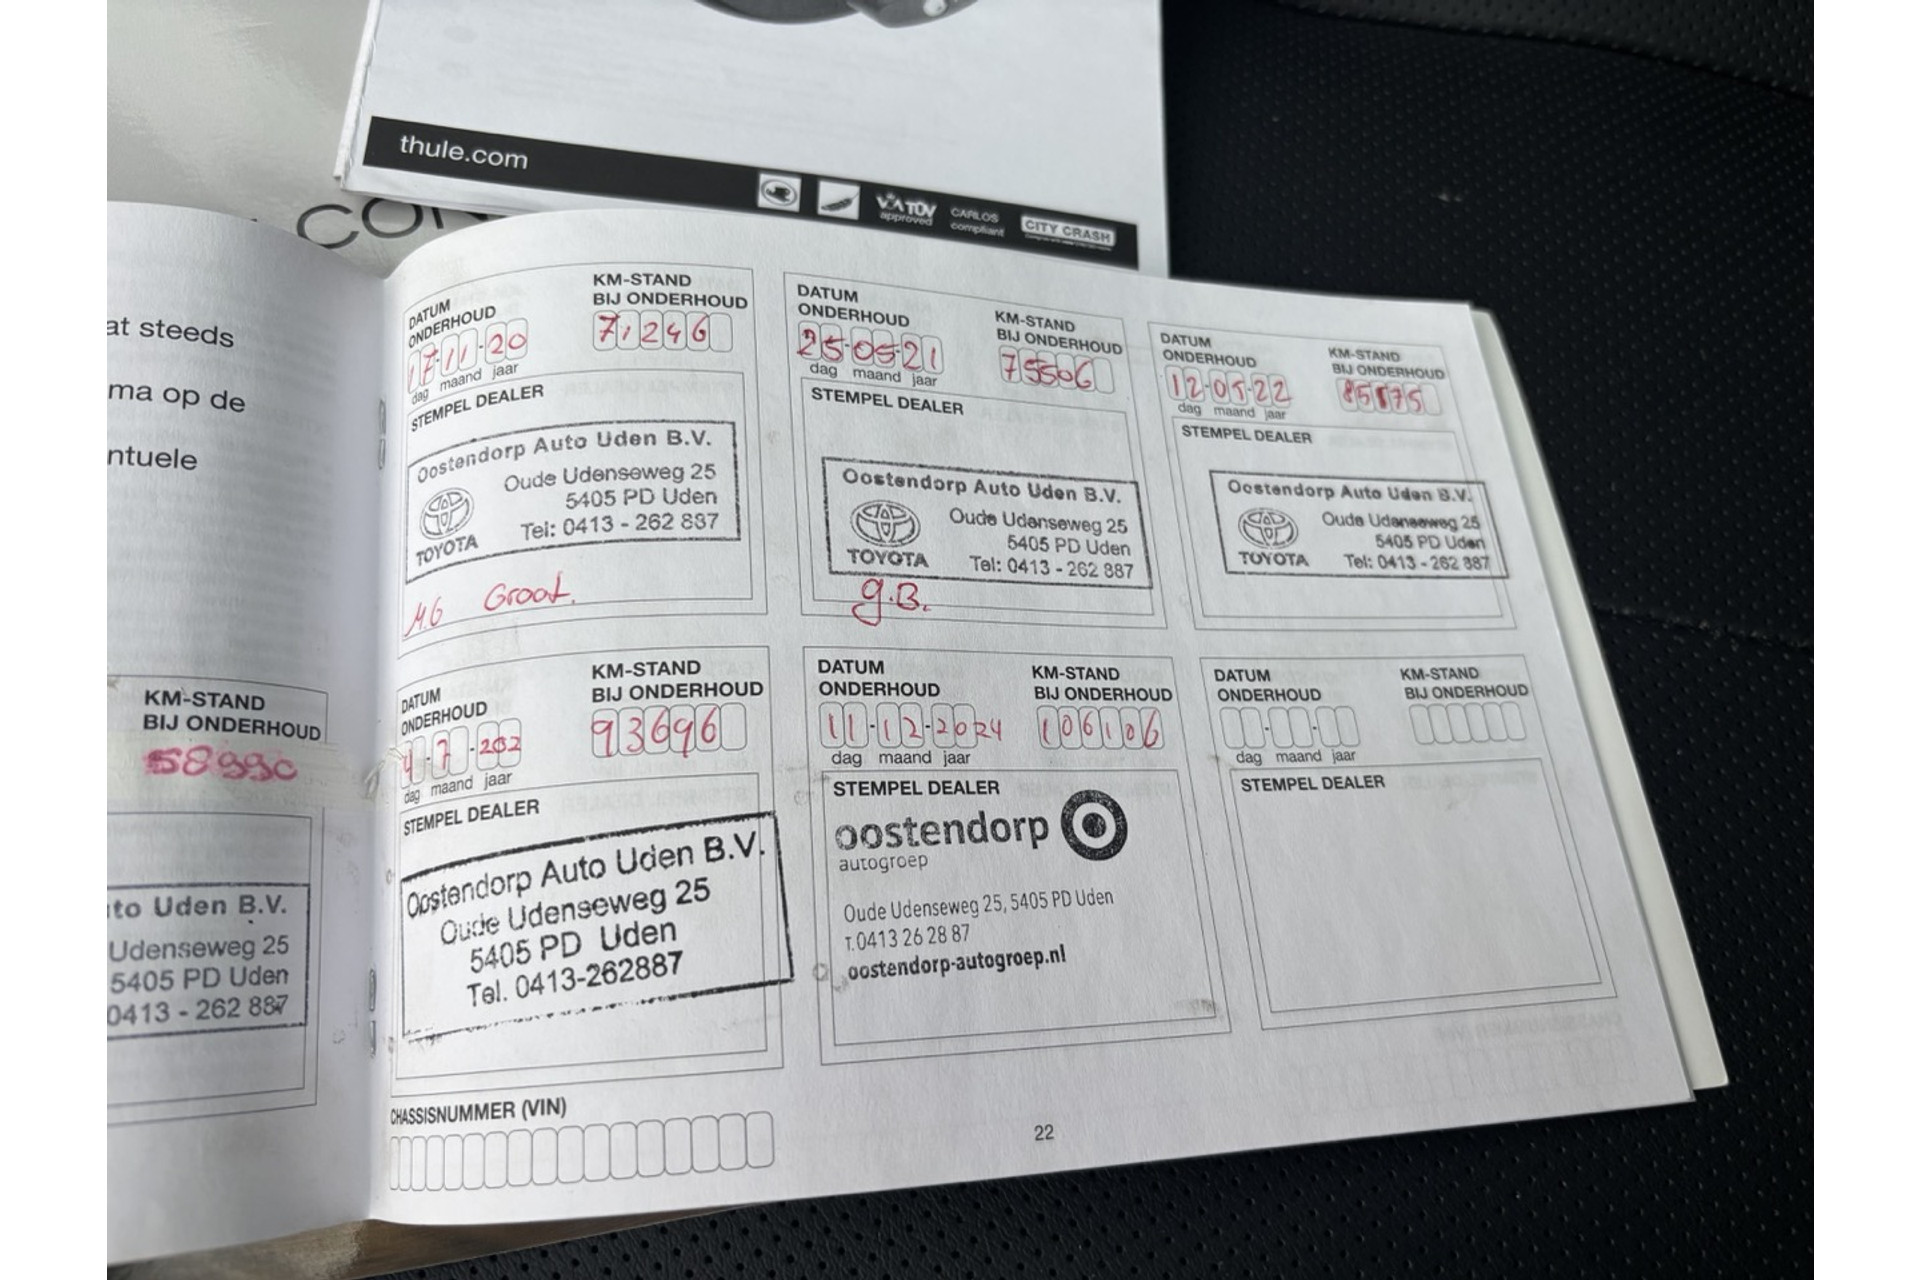 thule.com
VCA TÜV
approved
CARLOS
compliant
CITY CRASH
CON
at steeds
ma op de
ntuele
KM-STAND
BIJ ONDERHOUD
58990
to Uden B.V.
Udenseweg 25
5405 PD Uden
0413 - 262 887
DATUM
ONDERHOUD
17-11-20
dag maand jaar
KM-STAND
BIJ ONDERHOUD
71246
STEMPEL DEALER
Oostendorp Auto Uden B.V.
Oude Udenseweg 25
5405 PD Uden
TOYOTA
Tel: 0413 - 262 887
M.G Groot.
DATUM
ONDERHOUD
25-05-21
dag maand jaar
KM-STAND
BIJ ONDERHOUD
75506
STEMPEL DEALER
Oostendorp Auto Uden B.V.
Oude Udenseweg 25
5405 PD Uden
TOYOTA
Tel: 0413 - 262 887
g.B.
DATUM
ONDERHOUD
12-05-22
dag maand jaar
KM-STAND
BIJ ONDERHOUD
STEMPEL DEALER
Oostendorp Auto Uden B.V.
Oude Udenseweg 25
5405 PD Uden
TOYOTA
Tel: 0413 - 262 887
DATUM
ONDERHOUD
4-7-202
dag maand jaar
KM-STAND
BIJ ONDERHOUD
93696
STEMPEL DEALER
Oostendorp Auto Uden B.V.
Oude Udenseweg 25
5405 PD Uden
Tel. 0413-262887
DATUM
ONDERHOUD
11-12-2024
dag maand jaar
KM-STAND
BIJ ONDERHOUD
106106
STEMPEL DEALER
oostendorp
autogroep
Oude Udenseweg 25, 5405 PD Uden
T. 0413 26 28 87
oostendorp-autogroep.nl
DATUM
ONDERHOUD
dag maand jaar
KM-STAND
BIJ ONDERHOUD
STEMPEL DEALER
CHASSISNUMMER (VIN)
22